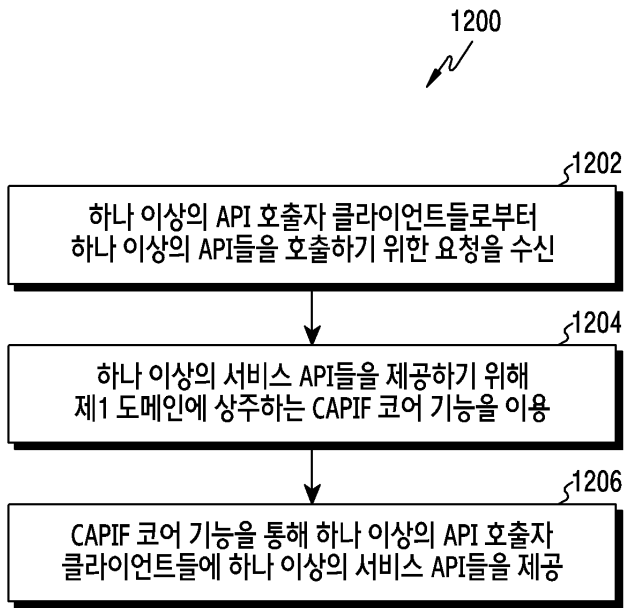 1200
1202
하나 이상의 API 호출자 클라이언트들로부터
하나 이상의 API들을 호출하기 위한 요청을 수신
1204
하나 이상의 서비스 API들을 제공하기 위해
제1 도메인에 상주하는 CAPIF 코어 기능을 이용
1206
CAPIF 코어 기능을 통해 하나 이상의 API 호출자
클라이언트들에 하나 이상의 서비스 API들을 제공